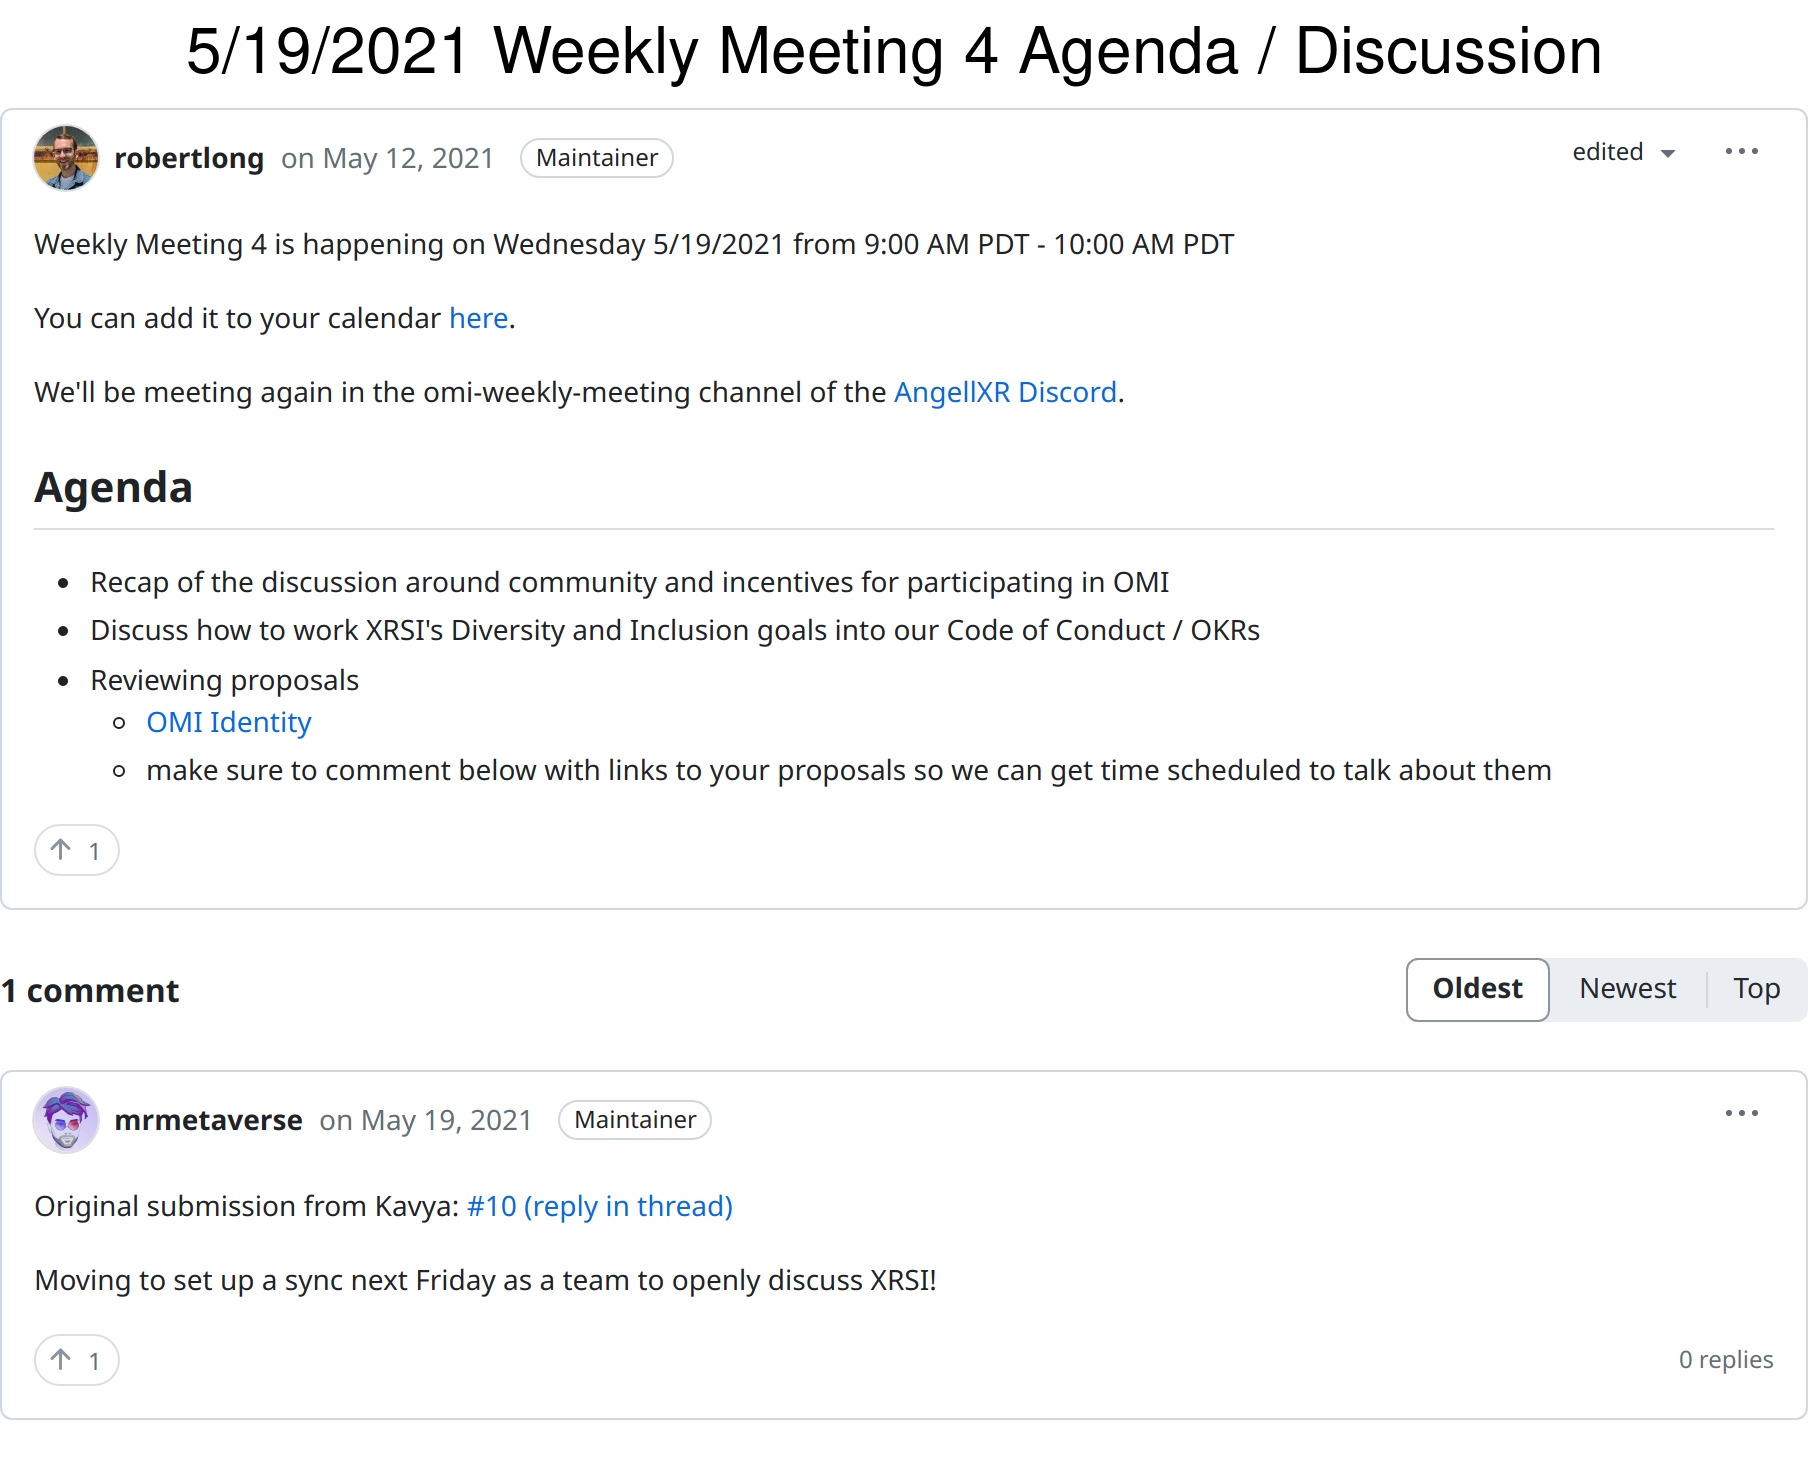 5/19/2021 Weekly Meeting 4 Agenda / Discussion
robertlong on May 12, 2021 Maintainer edited
Weekly Meeting 4 is happening on Wednesday 5/19/2021 from 9:00 AM PDT - 10:00 AM PDT
You can add it to your calendar here.
We'll be meeting again in the omi-weekly-meeting channel of the AngellXR Discord.
Agenda
Recap of the discussion around community and incentives for participating in OMI
Discuss how to work XRSI's Diversity and Inclusion goals into our Code of Conduct / OKRs
Reviewing proposals
OMI Identity
make sure to comment below with links to your proposals so we can get time scheduled to talk about them
1
1 comment Oldest Newest Top
mrmetaverse on May 19, 2021 Maintainer
Original submission from Kavya: #10 (reply in thread)
Moving to set up a sync next Friday as a team to openly discuss XRSI!
1 0 replies